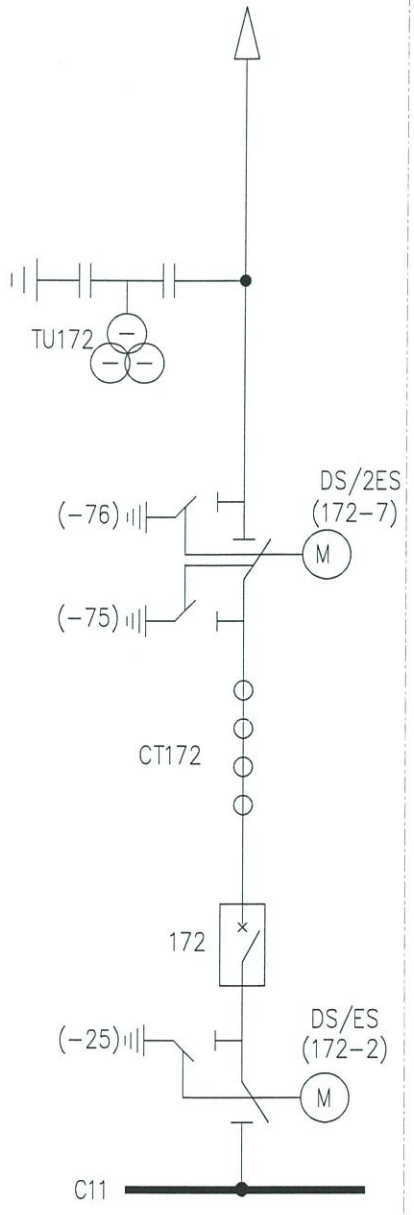 TU172
DS/2ES
(172-7)
(-76)
M
(-75)
CT172
172
DS/ES
(172-2)
(-25)
M
C11